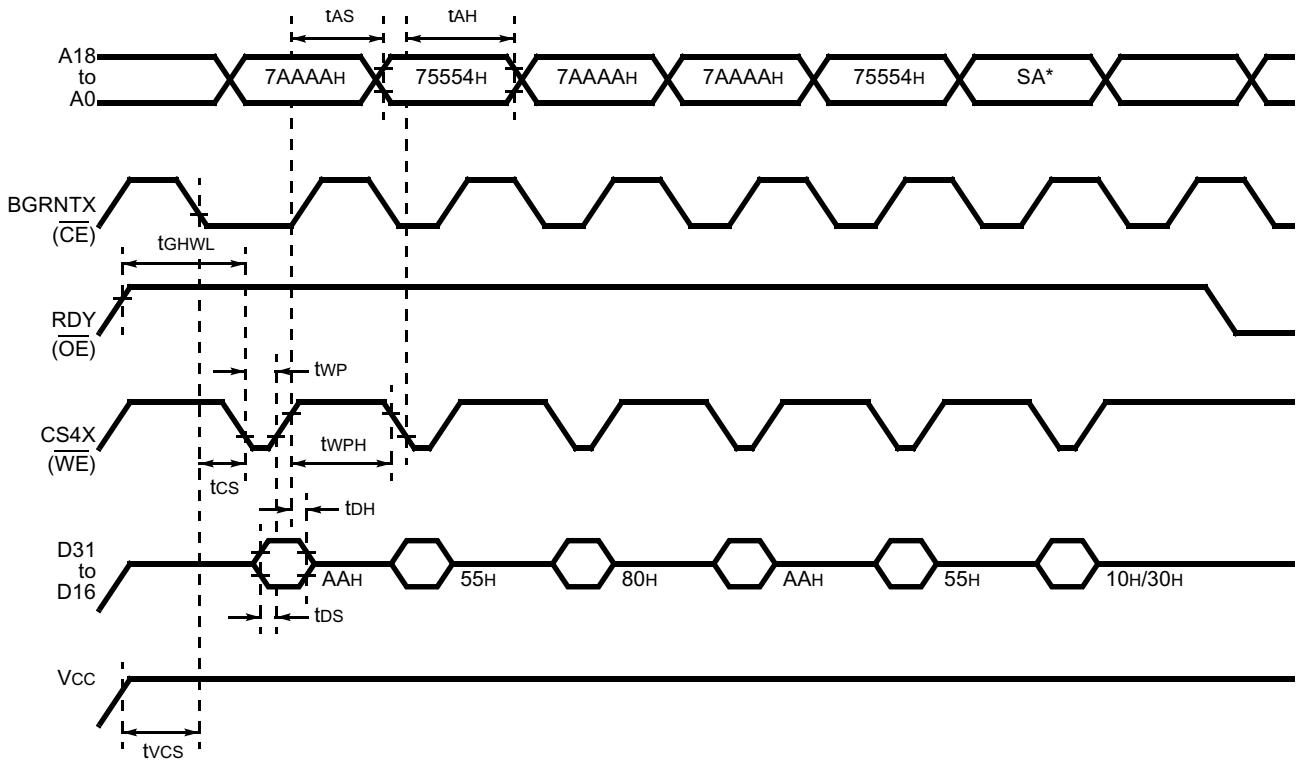 tAS
tAH
A18
to
A0
7AAAAH
75554H
7AAAAH
7AAAAH
75554H
SA*
BGRNTX
(CE)
tGHWL
RDY
(OE)
tWP
CS4X
(WE)
tWPH
tCS
tDH
D31
to
D16
AAH
55H
80H
AAH
55H
10H/30H
tDS
VCC
tVCS